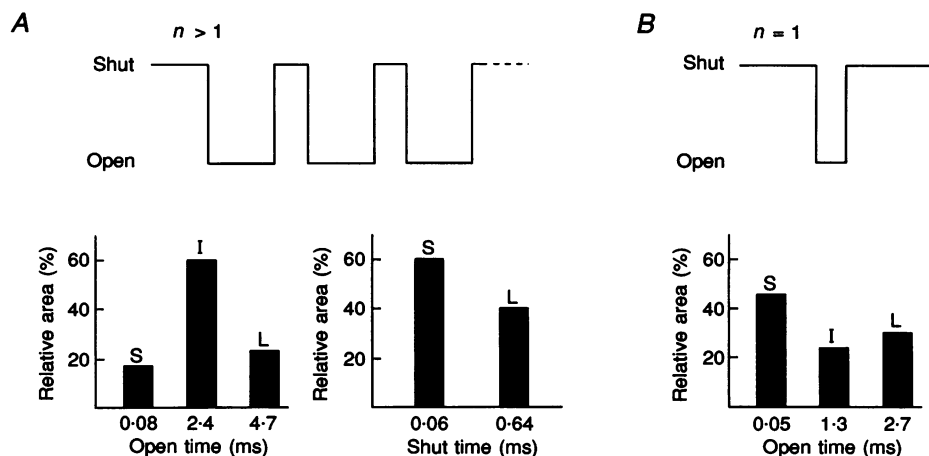 A
n > 1
Shut
Open
Relative area (%)
60
40
20
S
I
L
0·08 2·4 4·7
Open time (ms)
Relative area (%)
60
40
20
S
L
0·06 0·64
Shut time (ms)
B
n = 1
Shut
Open
Relative area (%)
60
40
20
S
I
L
0·05 1·3 2·7
Open time (ms)